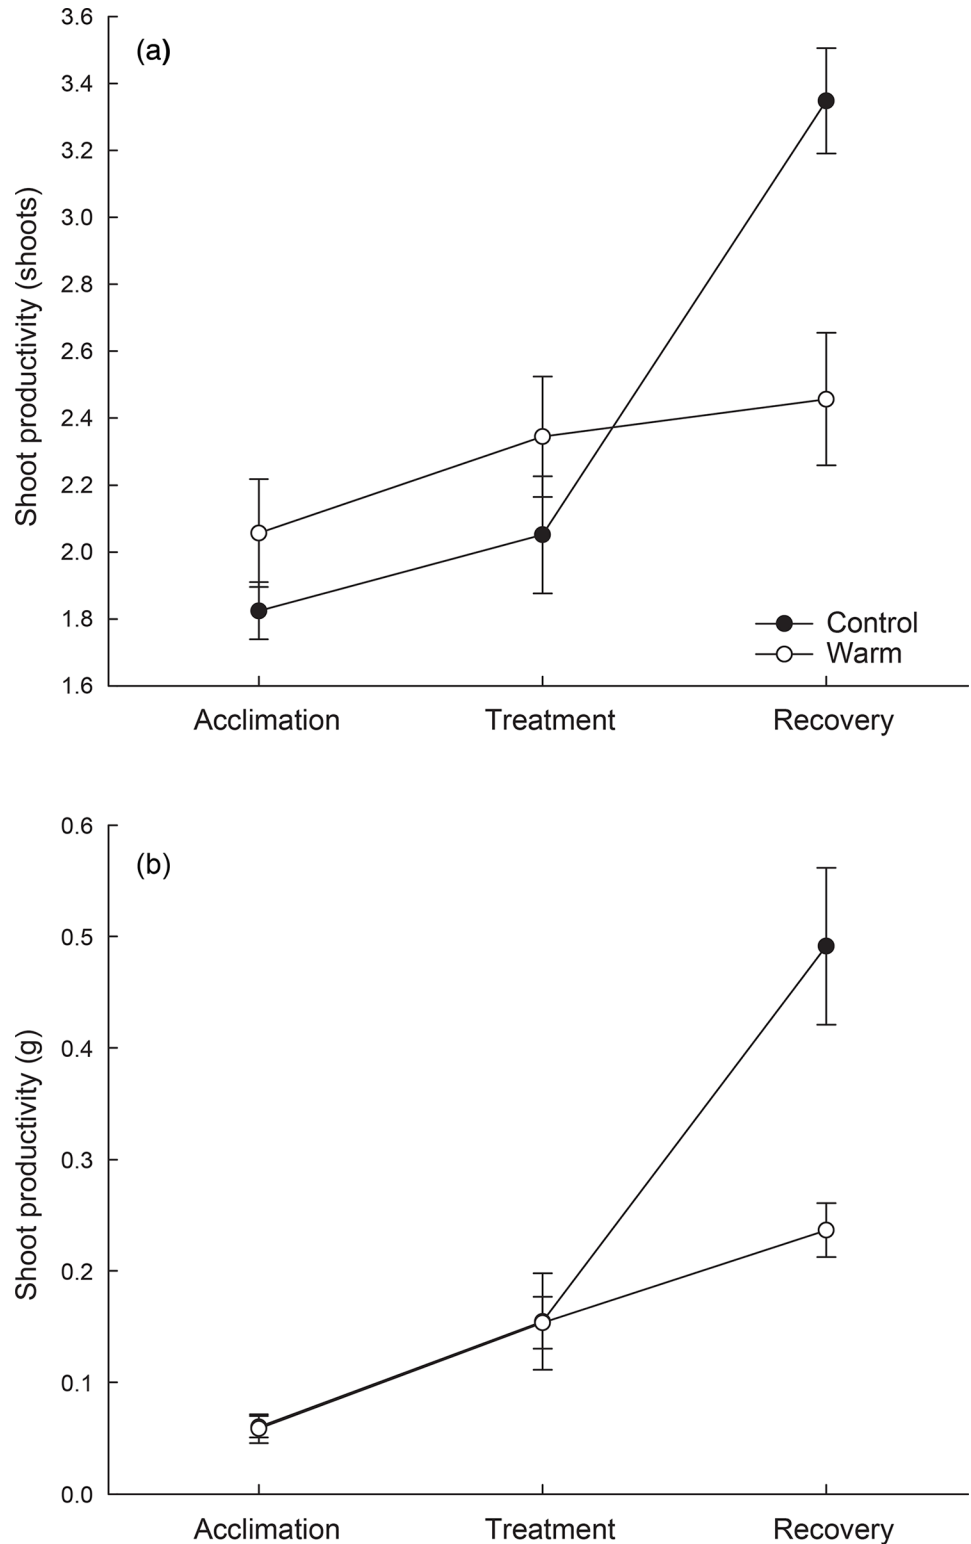 (a)
Shoot productivity (shoots)
3.6
3.4
3.2
3.0
2.8
2.6
2.4
2.2
2.0
1.8
1.6
Control
Warm
Acclimation Treatment Recovery
(b)
Shoot productivity (g)
0.6
0.5
0.4
0.3
0.2
0.1
0.0
Acclimation Treatment Recovery